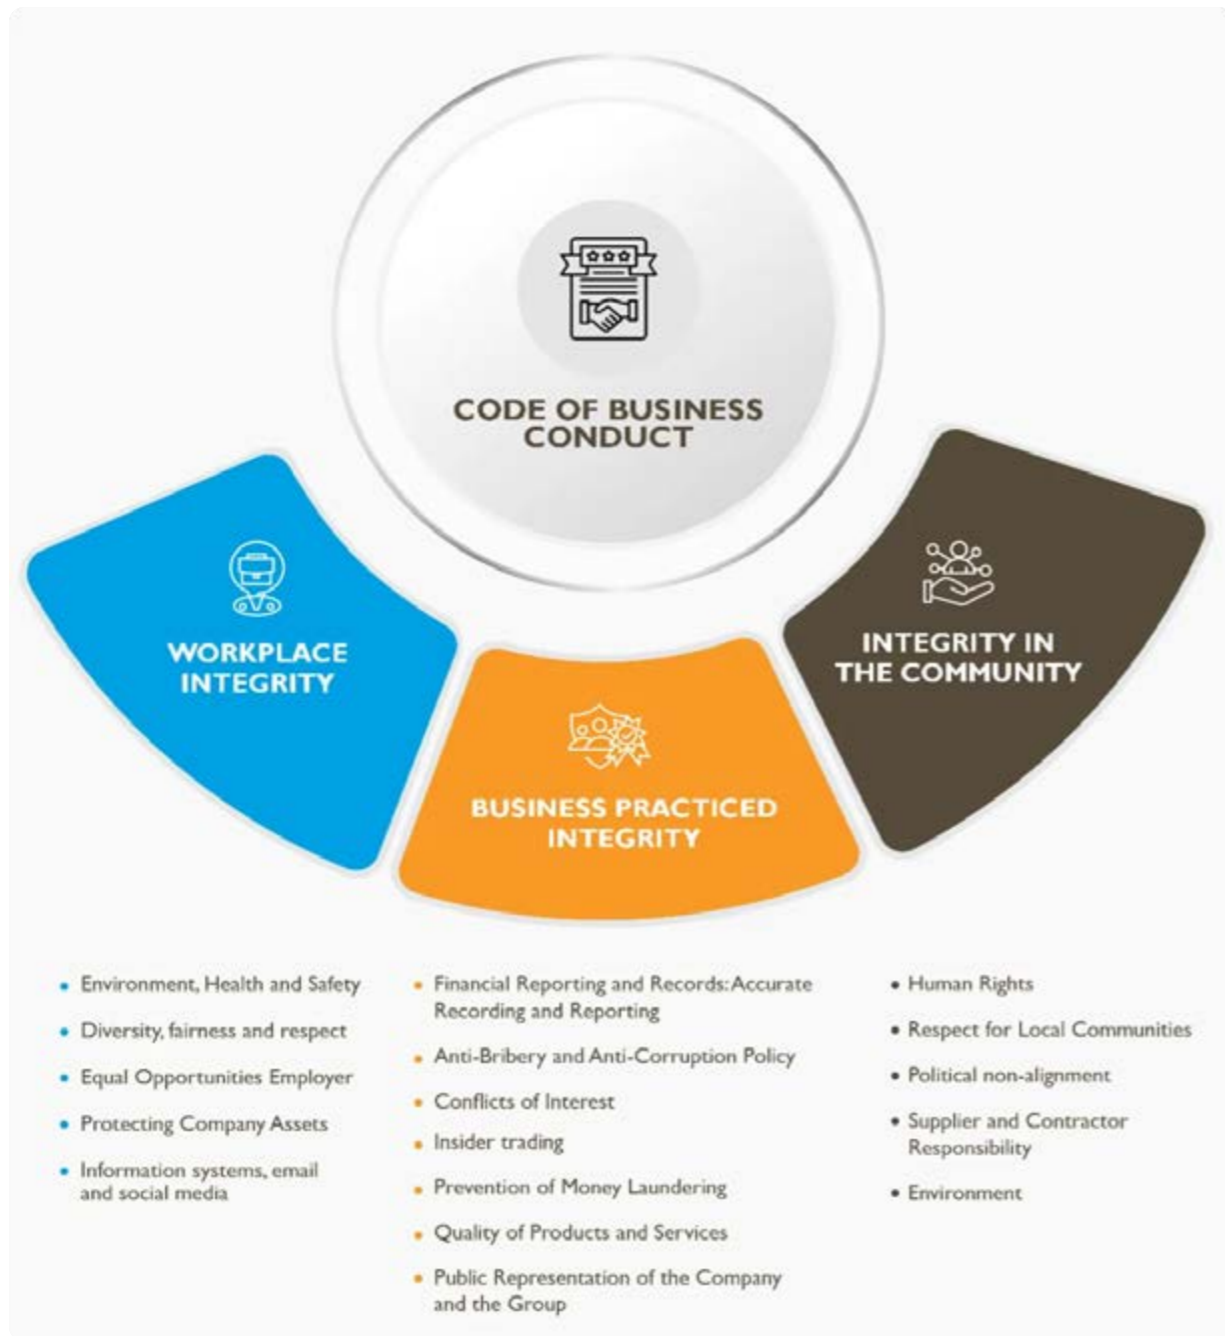 CODE OF BUSINESS
CONDUCT
WORKPLACE
INTEGRITY
BUSINESS PRACTICED
INTEGRITY
INTEGRITY IN
THE COMMUNITY
• Environment, Health and Safety
• Diversity, fairness and respect
• Equal Opportunities Employer
• Protecting Company Assets
• Information systems, email
and social media
• Financial Reporting and Records: Accurate
Recording and Reporting
• Anti-Bribery and Anti-Corruption Policy
• Conflicts of Interest
• Insider trading
• Prevention of Money Laundering
• Quality of Products and Services
• Public Representation of the Company
and the Group
• Human Rights
• Respect for Local Communities
• Political non-alignment
• Supplier and Contractor
Responsibility
• Environment